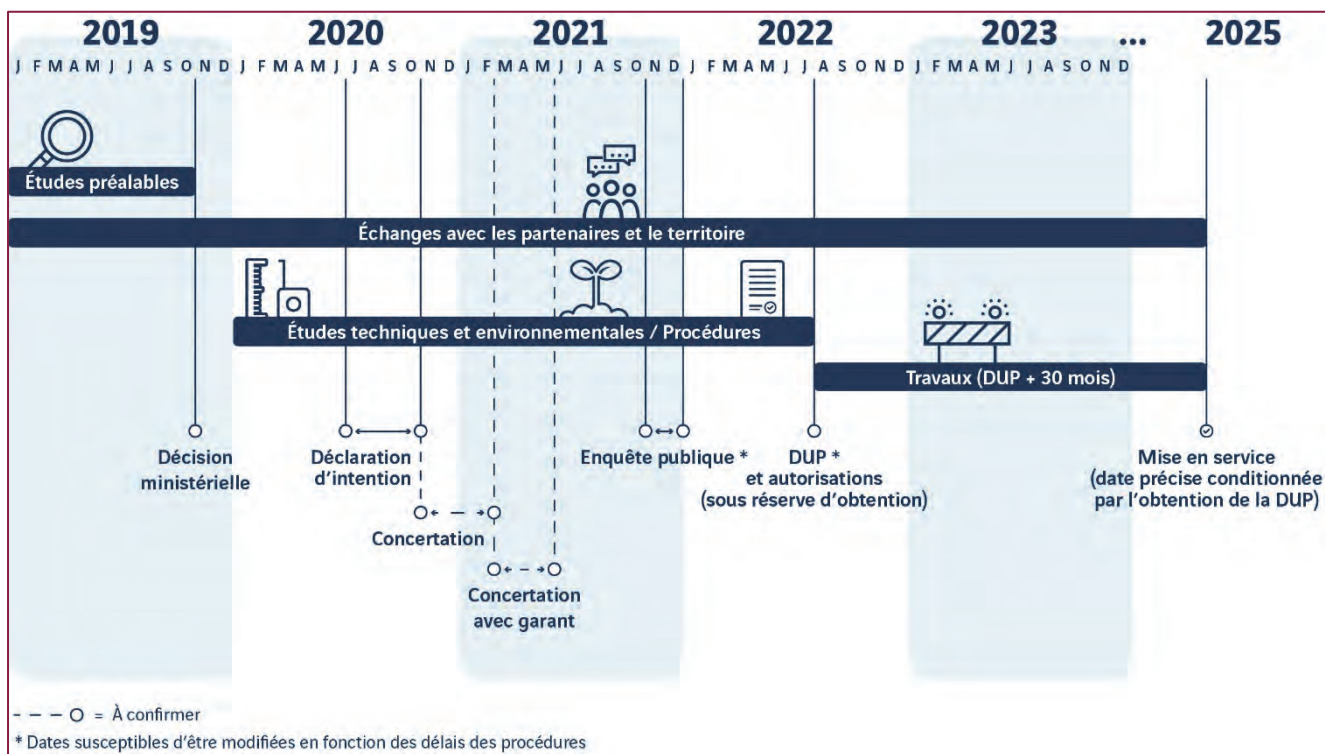 2019 2020 2021 2022 2023 ... 2025
J F M A M J J A S O N D J F M A M J J A S O N D J F M A M J J A S O N D J F M A M J J A S O N D J F M A M J J A S O N D
Études préalables
Échanges avec les partenaires et le territoire
Études techniques et environnementales / Procédures
Travaux (DUP + 30 mois)
Décision
ministérielle
Déclaration
d'intention
Enquête publique *
DUP *
et autorisations
(sous réserve d'obtention)
Mise en service
(date précise conditionnée
par l'obtention de la DUP)
Concertation
Concertation
avec garant
= À confirmer
* Dates susceptibles d'être modifiées en fonction des délais des procédures